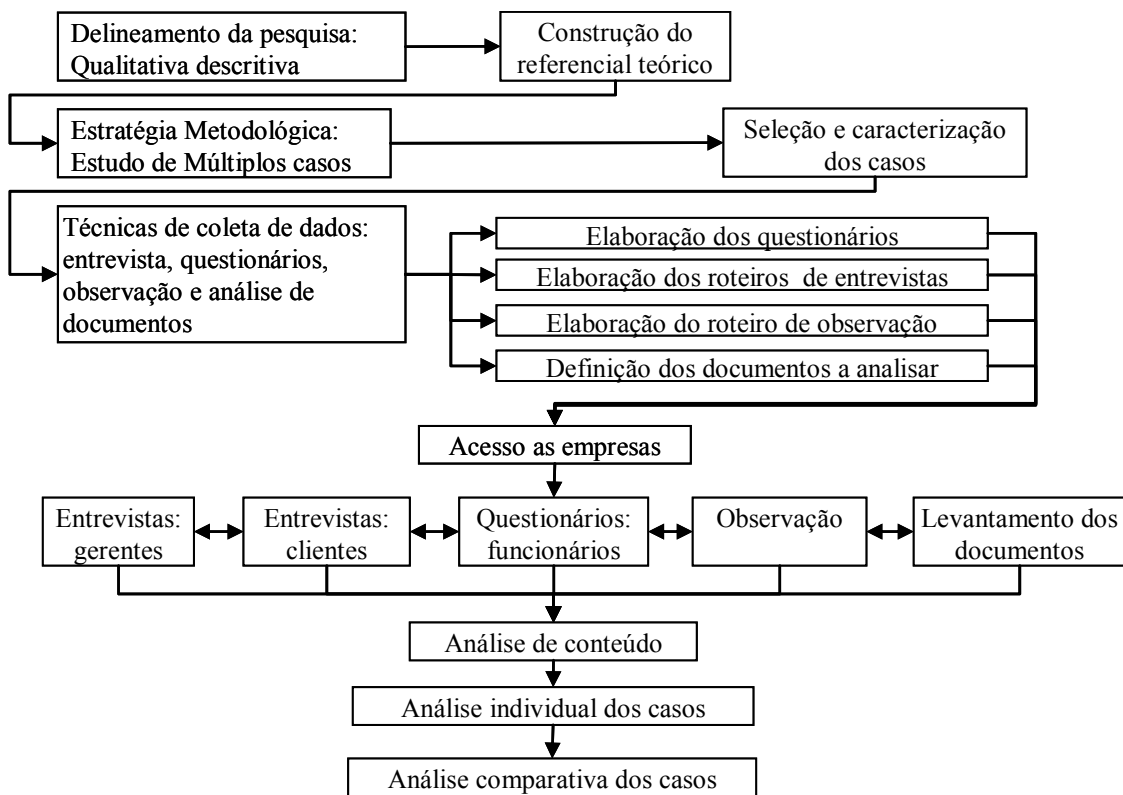 Delineamento da pesquisa:
Qualitativa descritiva
Construção do
referencial teórico
Estratégia Metodológica:
Estudo de Múltiplos casos
Seleção e caracterização
dos casos
Técnicas de coleta de dados:
entrevista, questionários,
observação e análise de
documentos
Elaboração dos questionários
Elaboração dos roteiros de entrevistas
Elaboração do roteiro de observação
Definição dos documentos a analisar
Acesso as empresas
Entrevistas:
gerentes
Entrevistas:
clientes
Questionários:
funcionários
Observação
Levantamento dos
documentos
Análise de conteúdo
Análise individual dos casos
Análise comparativa dos casos